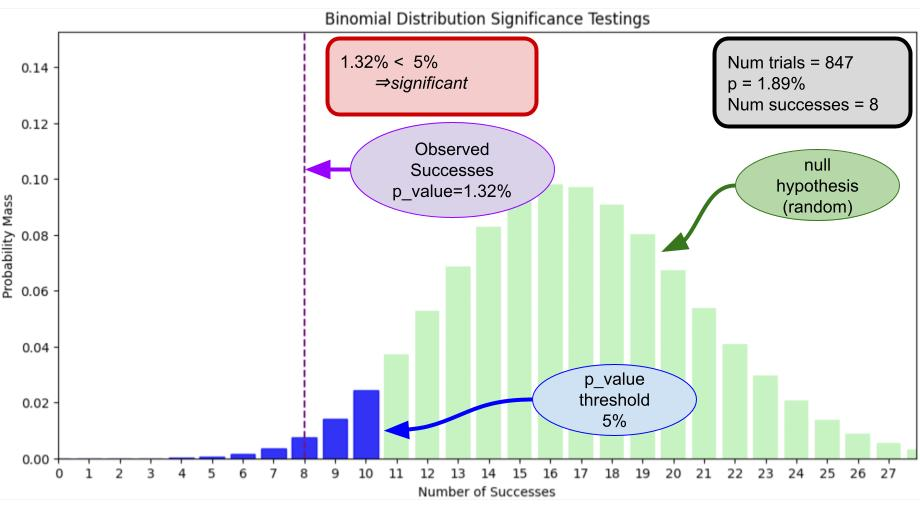 Binomial Distribution Significance Testings
1.32% < 5%
⇒significant
Num trials = 847
p = 1.89%
Num successes = 8
Observed
Successes
p_value=1.32%
null
hypothesis
(random)
p_value
threshold
5%
Probability Mass
0.14
0.12
0.10
0.08
0.06
0.04
0.02
0.00
0 1 2 3 4 5 6 7 8 9 10 11 12 13 14 15 16 17 18 19 20 21 22 23 24 25 26 27
Number of Successes